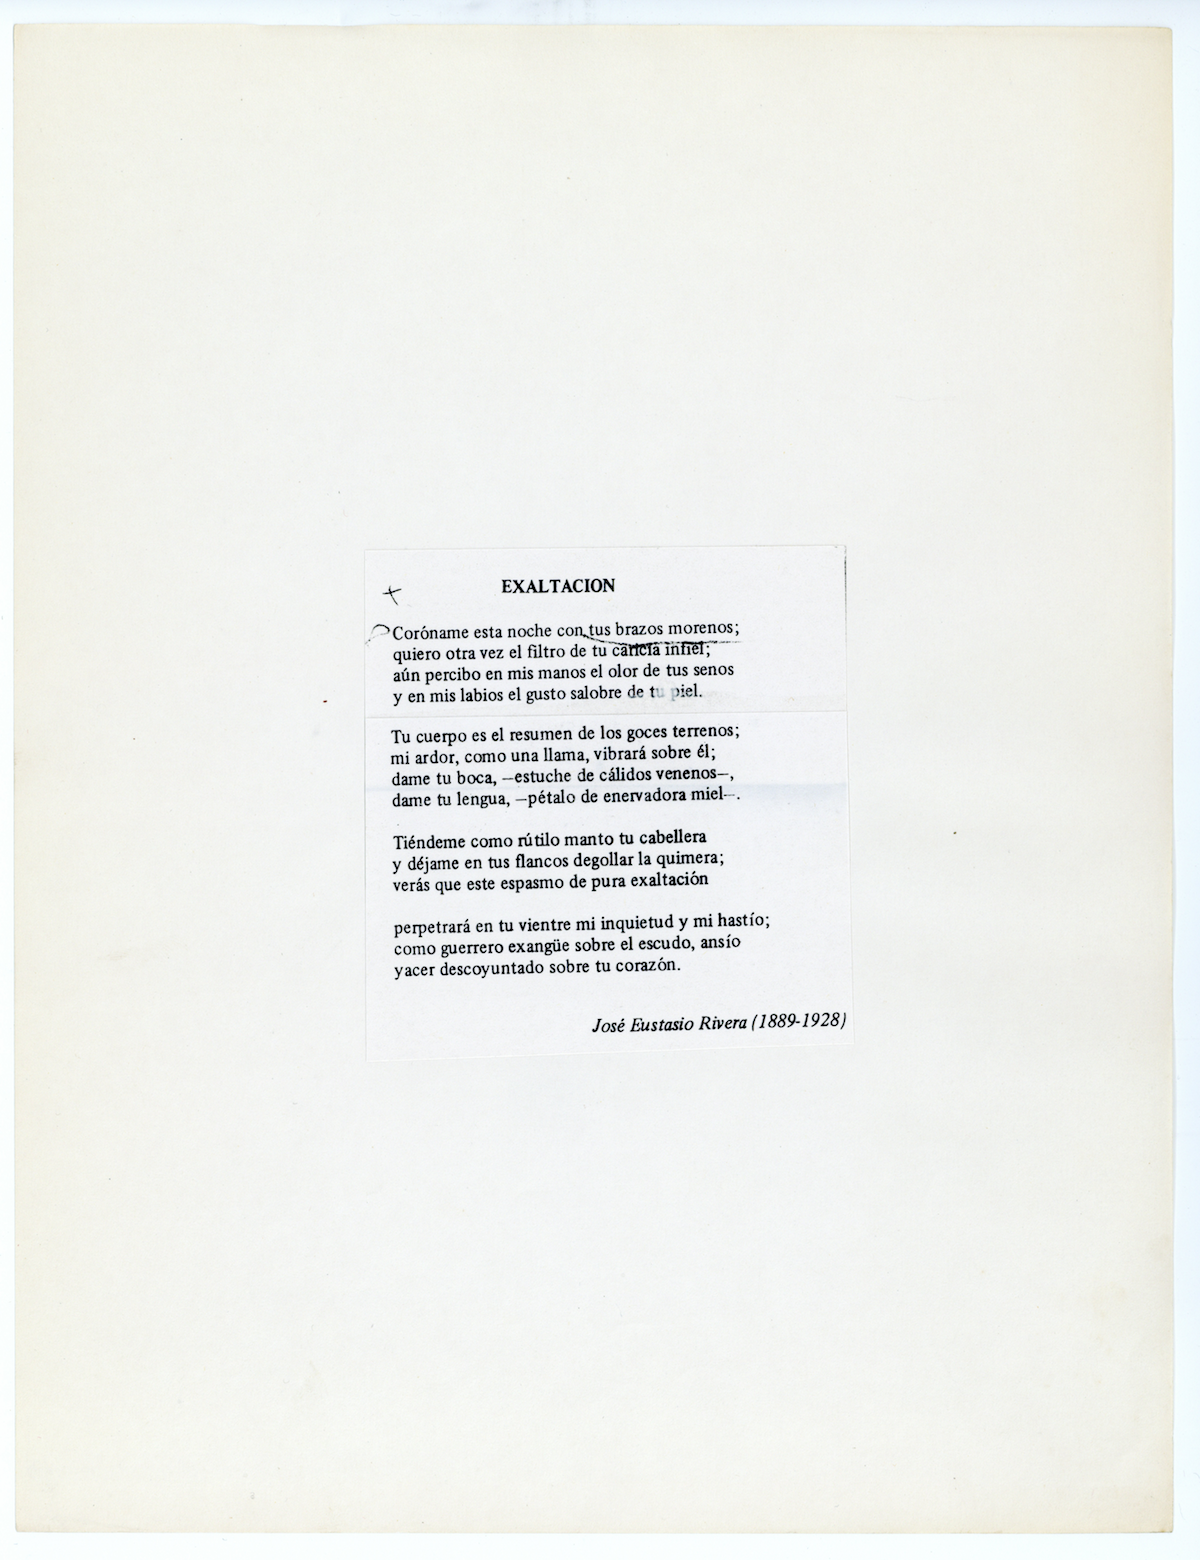 EXALTACION
Coróname esta noche con tus brazos morenos;
quiero otra vez el filtro de tu caricia infiel;
aún percibo en mis manos el olor de tus senos
y en mis labios el gusto salobre de tu piel.
Tu cuerpo es el resumen de los goces terrenos;
mi ardor, como una llama, vibrará sobre él;
dame tu boca, —estuche de cálidos venenos—,
dame tu lengua, —pétalo de enervadora miel—.
Tiéndeme como rútilo manto tu cabellera
y déjame en tus flancos degollar la quimera;
verás que este espasmo de pura exaltación
perpetrará en tu vientre mi inquietud y mi hastío;
como guerrero exangüe sobre el escudo, ansío
yacer descoyuntado sobre tu corazón.
José Eustasio Rivera (1889-1928)